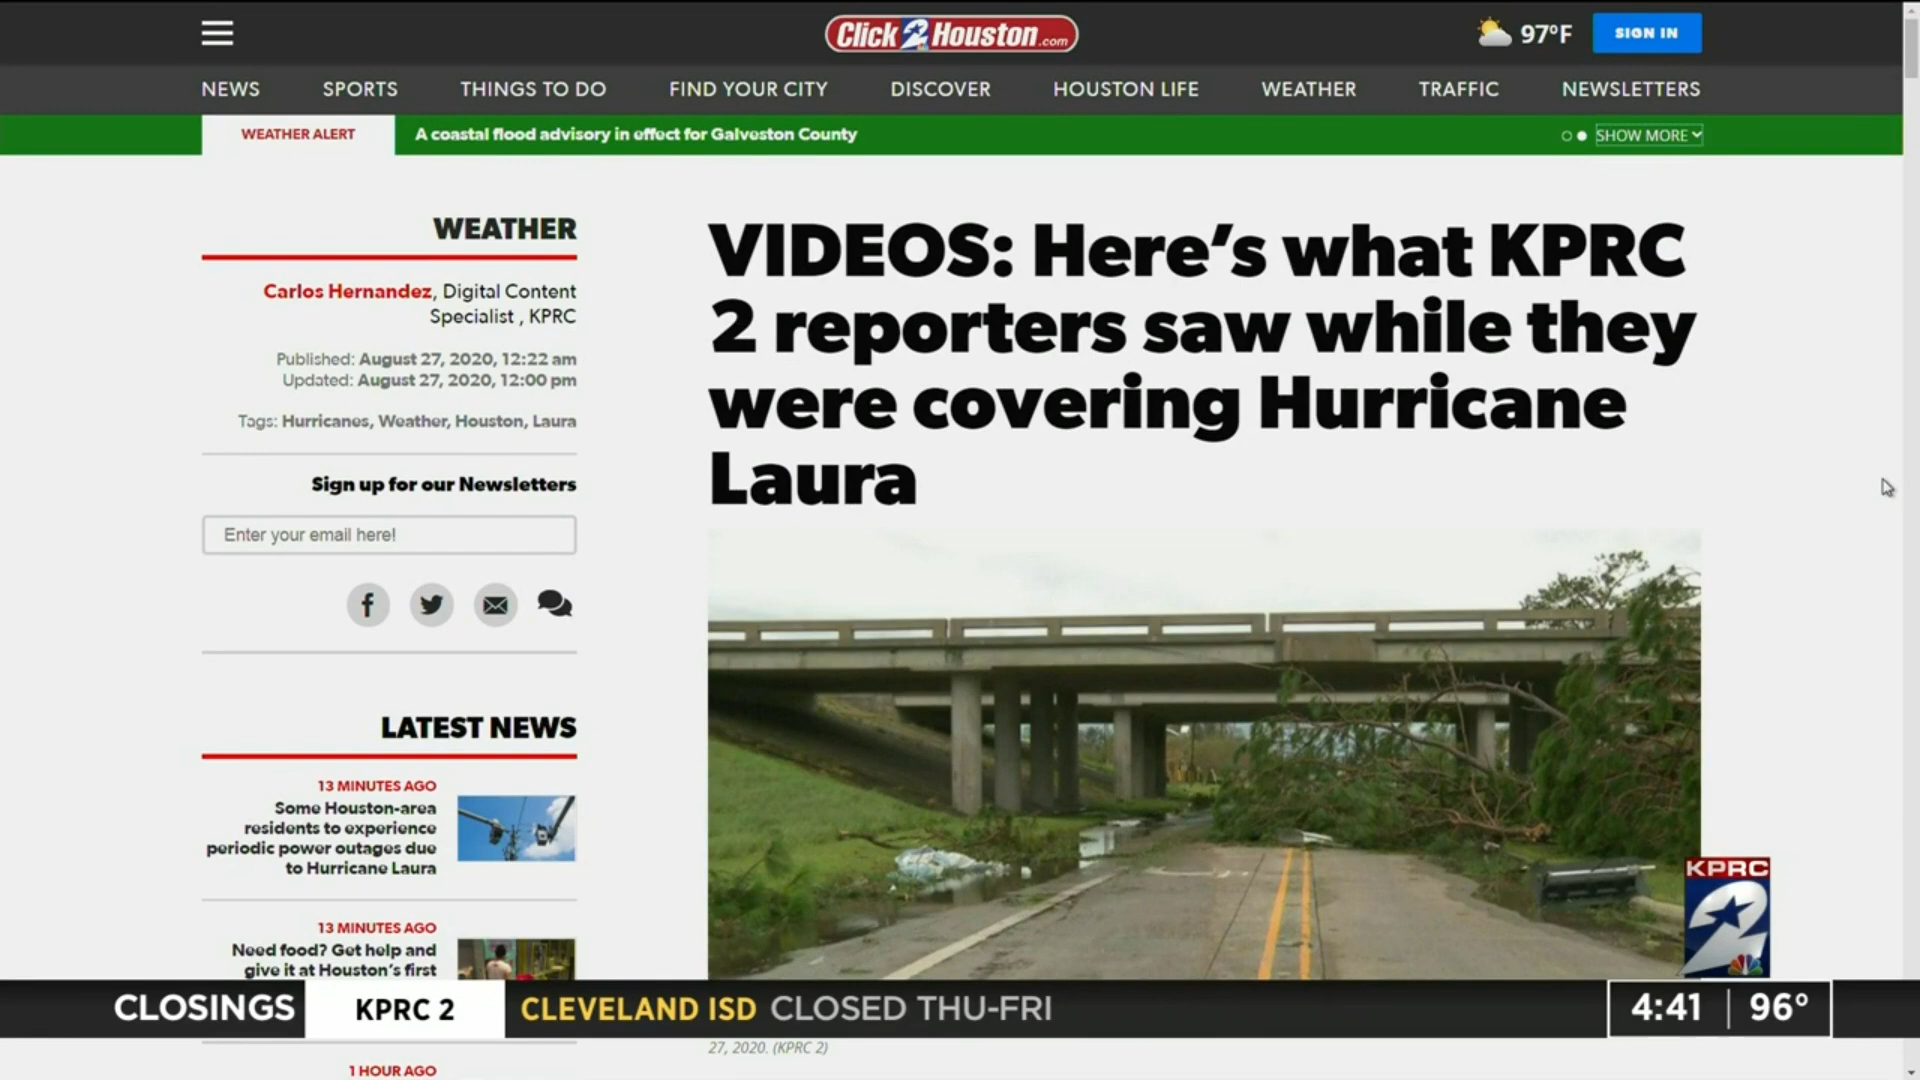 Click2Houston.com
97°F
SIGN IN
NEWS SPORTS THINGS TO DO FIND YOUR CITY DISCOVER HOUSTON LIFE WEATHER TRAFFIC NEWSLETTERS
WEATHER ALERT
A coastal flood advisory in effect for Galveston County
SHOW MORE
WEATHER
Carlos Hernandez, Digital Content
Specialist , KPRC
Published: August 27, 2020, 12:22 am
Updated: August 27, 2020, 12:00 pm
Tags: Hurricanes, Weather, Houston, Laura
Sign up for our Newsletters
Enter your email here!
LATEST NEWS
13 MINUTES AGO
Some Houston-area
residents to experience
periodic power outages due
to Hurricane Laura
13 MINUTES AGO
Need food? Get help and
give it at Houston's first
1 HOUR AGO
VIDEOS: Here's what KPRC
2 reporters saw while they
were covering Hurricane
Laura
27, 2020. (KPRC 2)
KPRC
2
CLOSINGS KPRC 2 CLEVELAND ISD CLOSED THU-FRI
4:41 96°